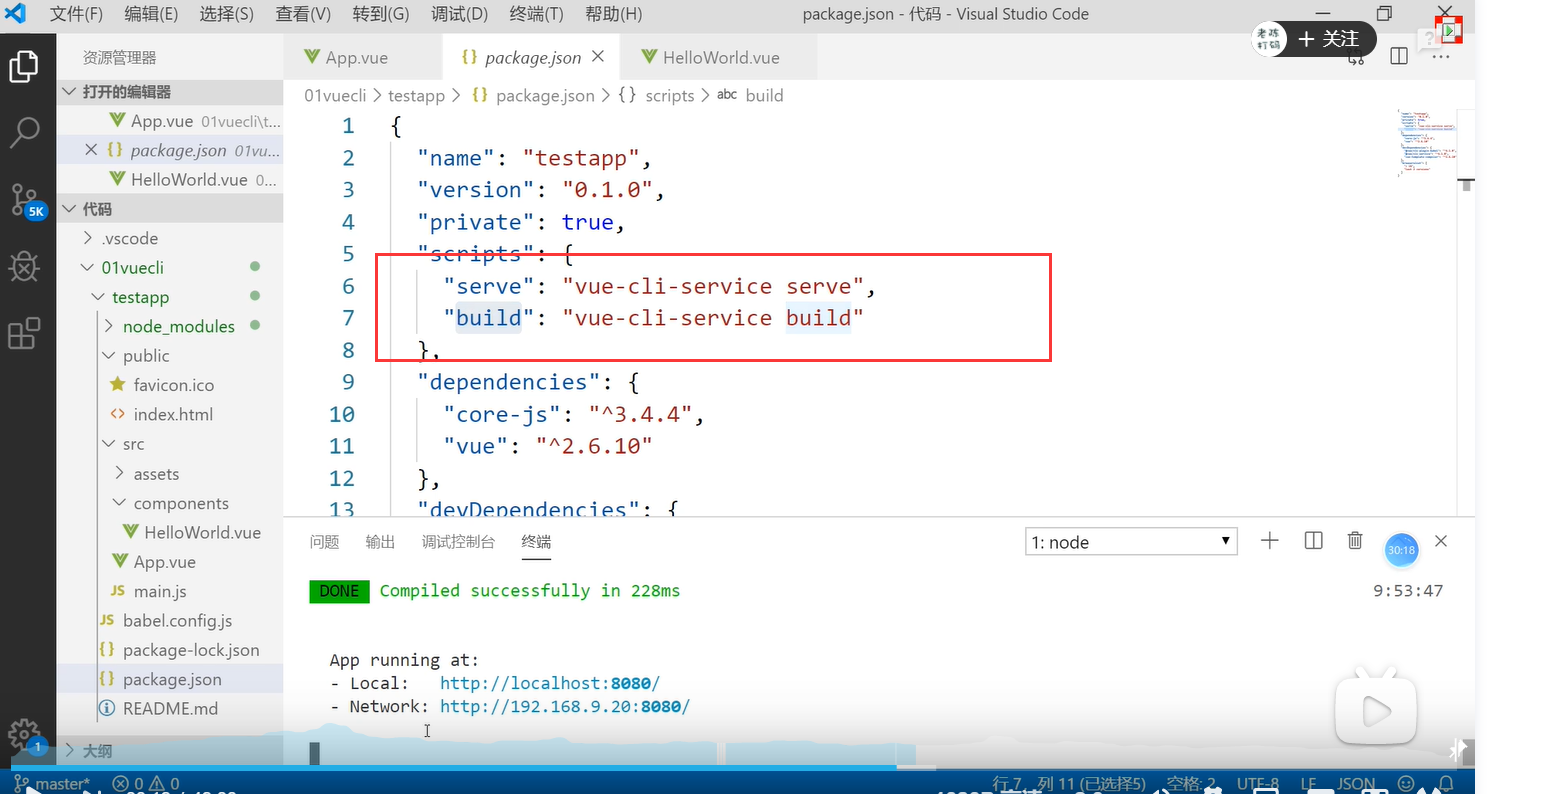 文件(F) 编辑(E) 选择(S) 查看(V) 转到(G) 调试(D) 终端(T) 帮助(H) package.json - 代码 - Visual Studio Code
老陈
打码
+ 关注
资源管理器
App.vue
{} package.json ×
HelloWorld.vue
打开的编辑器
App.vue 01vuecli\t...
× {} package.json 01vu...
HelloWorld.vue 0...
代码
.vscode
01vuecli
testapp
node_modules
public
favicon.ico
<> index.html
src
assets
components
HelloWorld.vue
App.vue
JS main.js
JS babel.config.js
{} package-lock.json
{} package.json
README.md
大纲
5K
1
01vuecli > testapp > {} package.json > {} scripts > abc build
1 {
2 "name": "testapp",
3 "version": "0.1.0",
4 "private": true,
5 "scripts": {
6 "serve": "vue-cli-service serve",
7 "build": "vue-cli-service build"
8 },
9 "dependencies": {
10 "core-js": "^3.4.4",
11 "vue": "^2.6.10"
12 },
13 "devDependencies": {
问题 输出 调试控制台 终端
1: node
30:18
DONE Compiled successfully in 228ms 9:53:47
App running at:
- Local: http://localhost:8080/
- Network: http://192.168.9.20:8080/
master* 0 0 行 7，列 11 (已选择5) 空格: 2 UTF-8 LF JSON